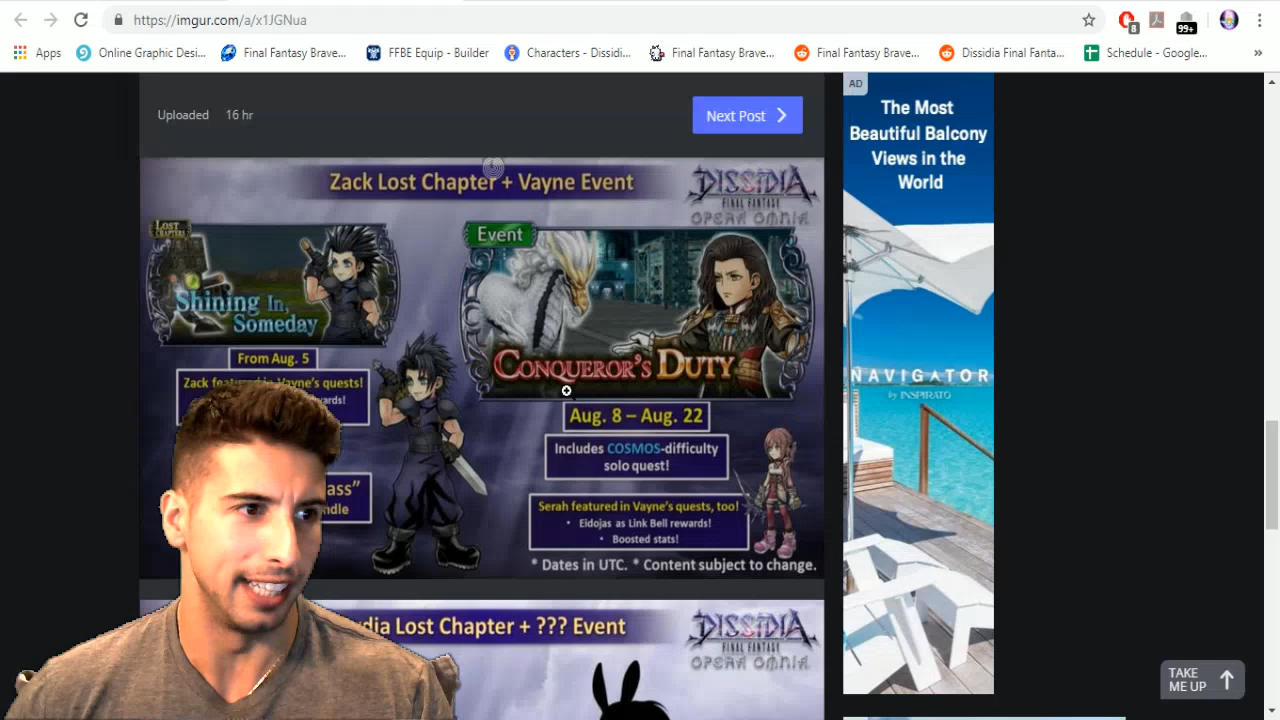 https://imgur.com/a/x1JGNua
8
99+
Apps
Online Graphic Desi...
Final Fantasy Brave...
FFBE Equip - Builder
Characters - Dissidi...
Final Fantasy Brave...
Final Fantasy Brave...
Dissidia Final Fanta...
Schedule - Google...
»
Uploaded 16 hr
Next Post
AD
The Most
Beautiful Balcony
Views in the
World
NAVIGATOR
by INSPIRATO
Zack Lost Chapter + Vayne Event
DISSIDIA
FINAL FANTASY
OPERA OMNIA
LOST
CHAPTERS
Shining In,
Someday
From Aug. 5
Zack featured in Vayne's quests!
Event
CONQUEROR'S DUTY
Aug. 8 – Aug. 22
Includes COSMOS-difficulty
solo quest!
Serah featured in Vayne's quests, too!
• Eidojas as Link Bell rewards!
• Boosted stats!
* Dates in UTC. * Content subject to change.
Lost Chapter + ??? Event
DISSIDIA
FINAL FANTASY
OPERA OMNIA
TAKE
ME UP